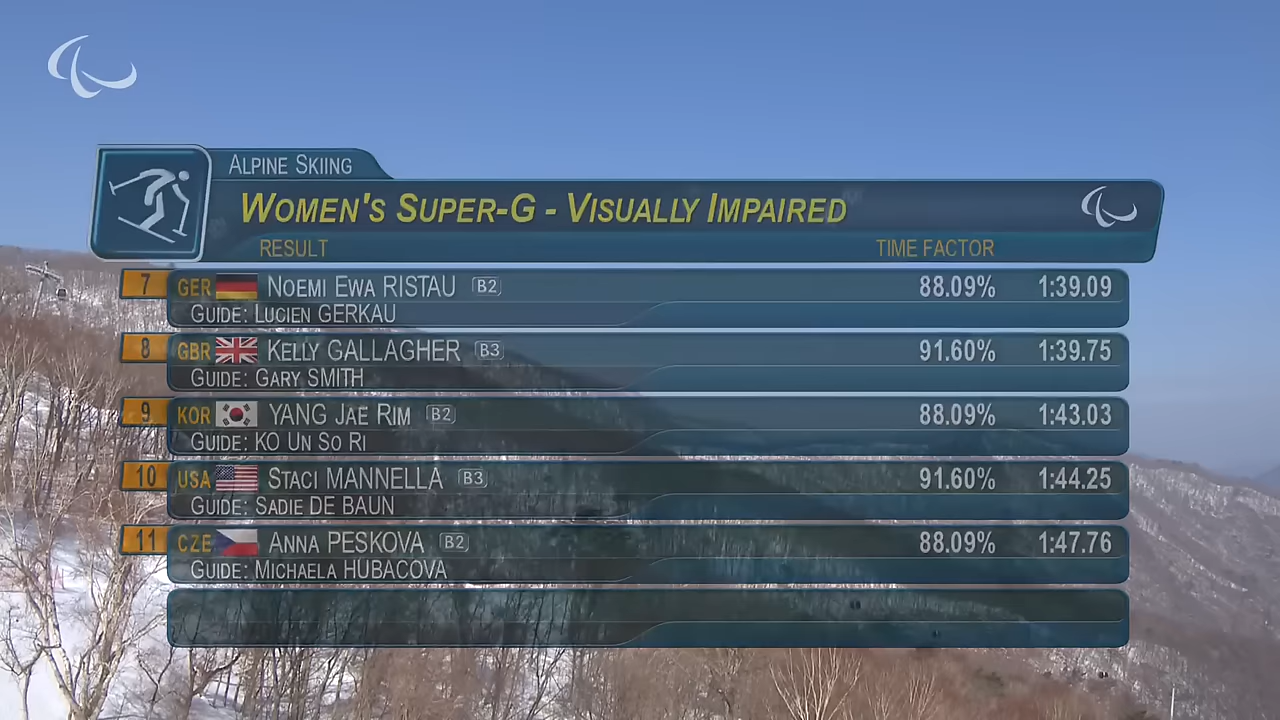 ALPINE SKIING
WOMEN'S SUPER-G - VISUALLY IMPAIRED
RESULT TIME FACTOR
7 GER NOEMI EWA RISTAU B2 88.09% 1:39.09
GUIDE: LUCIEN GERKAU
8 GBR KELLY GALLAGHER B3 91.60% 1:39.75
GUIDE: GARY SMITH
9 KOR YANG JAE RIM B2 88.09% 1:43.03
GUIDE: KO UN SO RI
10 USA STACI MANNELLA B3 91.60% 1:44.25
GUIDE: SADIE DE BAUN
11 CZE ANNA PESKOVA B2 88.09% 1:47.76
GUIDE: MICHAELA HUBACOVA